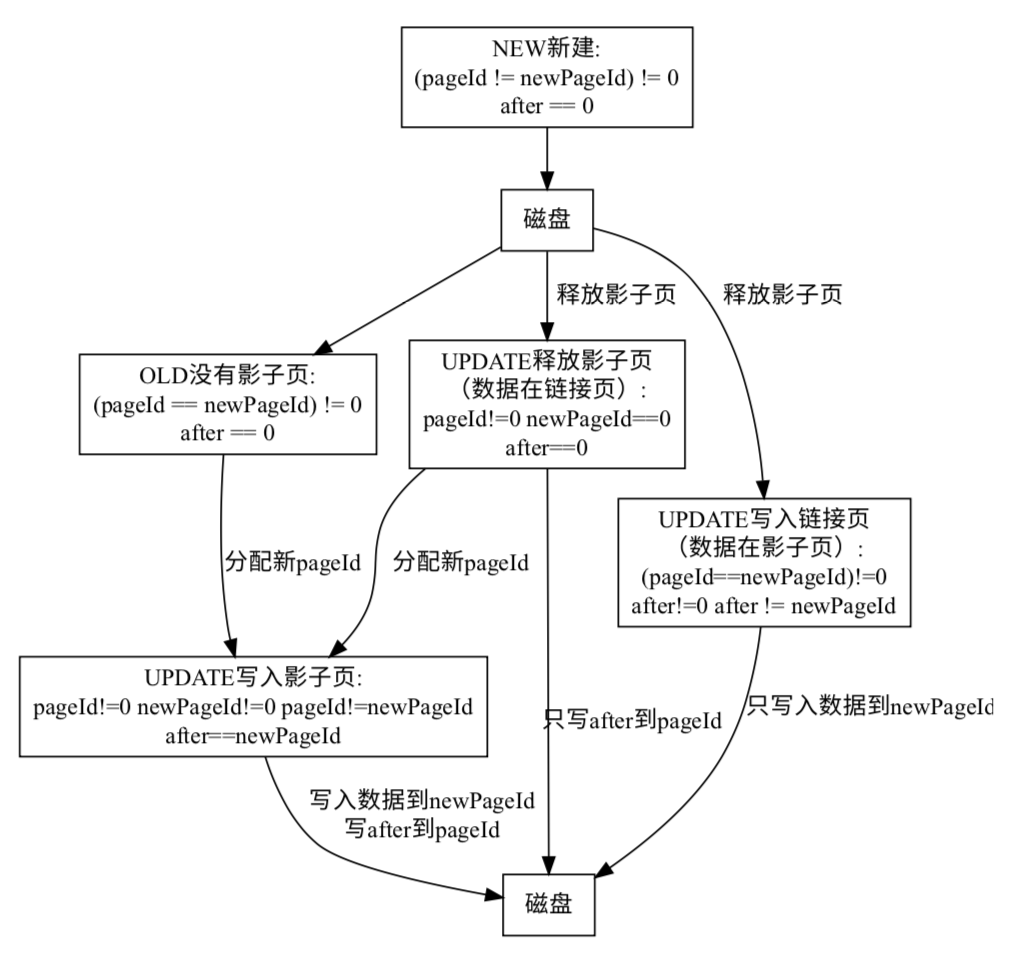 NEW新建:
(pageId != newPageId) != 0
after == 0
磁盘
释放影子页
释放影子页
OLD没有影子页:
(pageId == newPageId) != 0
after == 0
UPDATE释放影子页
（数据在链接页）:
pageId!=0 newPageId==0
after==0
UPDATE写入链接页
（数据在影子页）:
(pageId==newPageId)!=0
after!=0 after != newPageId
分配新pageId
分配新pageId
UPDATE写入影子页:
pageId!=0 newPageId!=0 pageId!=newPageId
after==newPageId
只写after到pageId
只写入数据到newPageId
写入数据到newPageId
写after到pageId
磁盘